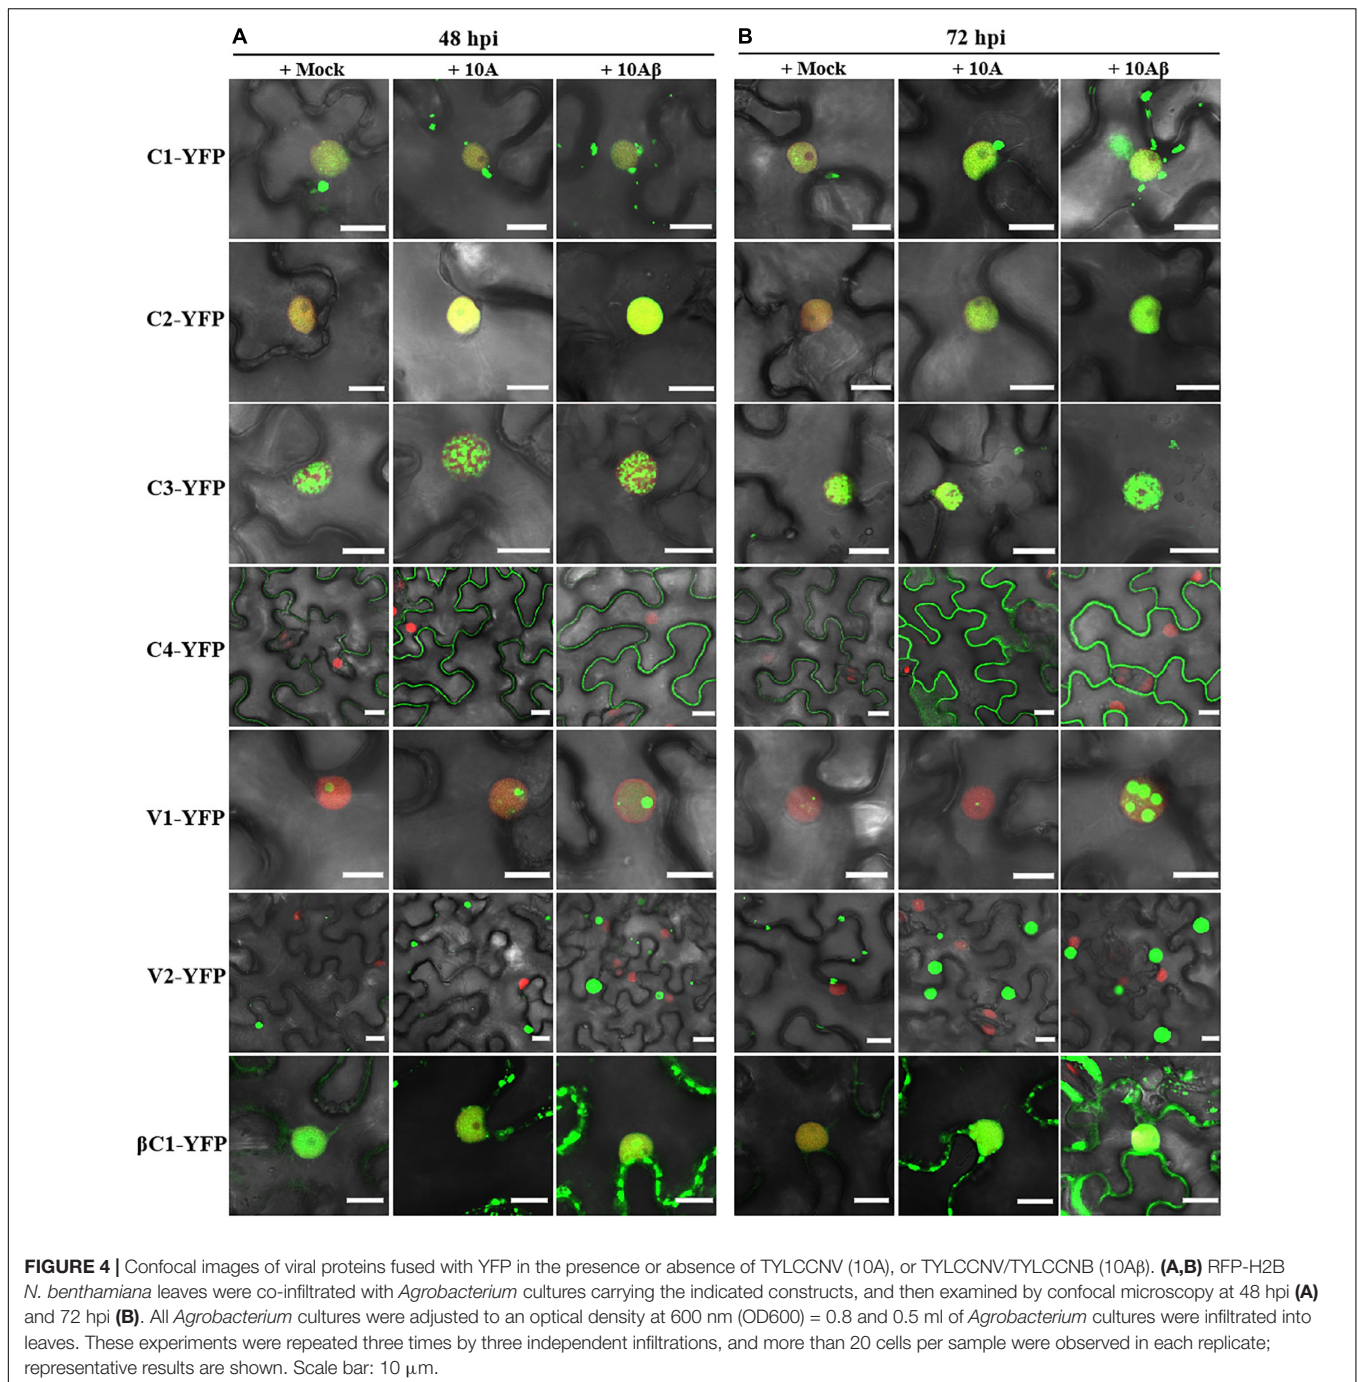 A
48 hpi
B
72 hpi
+ Mock
+ 10A
+ 10Aβ
+ Mock
+ 10A
+ 10Aβ
C1-YFP
C2-YFP
C3-YFP
C4-YFP
V1-YFP
V2-YFP
βC1-YFP
FIGURE 4 | Confocal images of viral proteins fused with YFP in the presence or absence of TYLCCNV (10A), or TYLCCNV/TYLCCNB (10Aβ). (A,B) RFP-H2B
N. benthamiana leaves were co-infiltrated with Agrobacterium cultures carrying the indicated constructs, and then examined by confocal microscopy at 48 hpi (A)
and 72 hpi (B). All Agrobacterium cultures were adjusted to an optical density at 600 nm (OD600) = 0.8 and 0.5 ml of Agrobacterium cultures were infiltrated into
leaves. These experiments were repeated three times by three independent infiltrations, and more than 20 cells per sample were observed in each replicate;
representative results are shown. Scale bar: 10 μm.